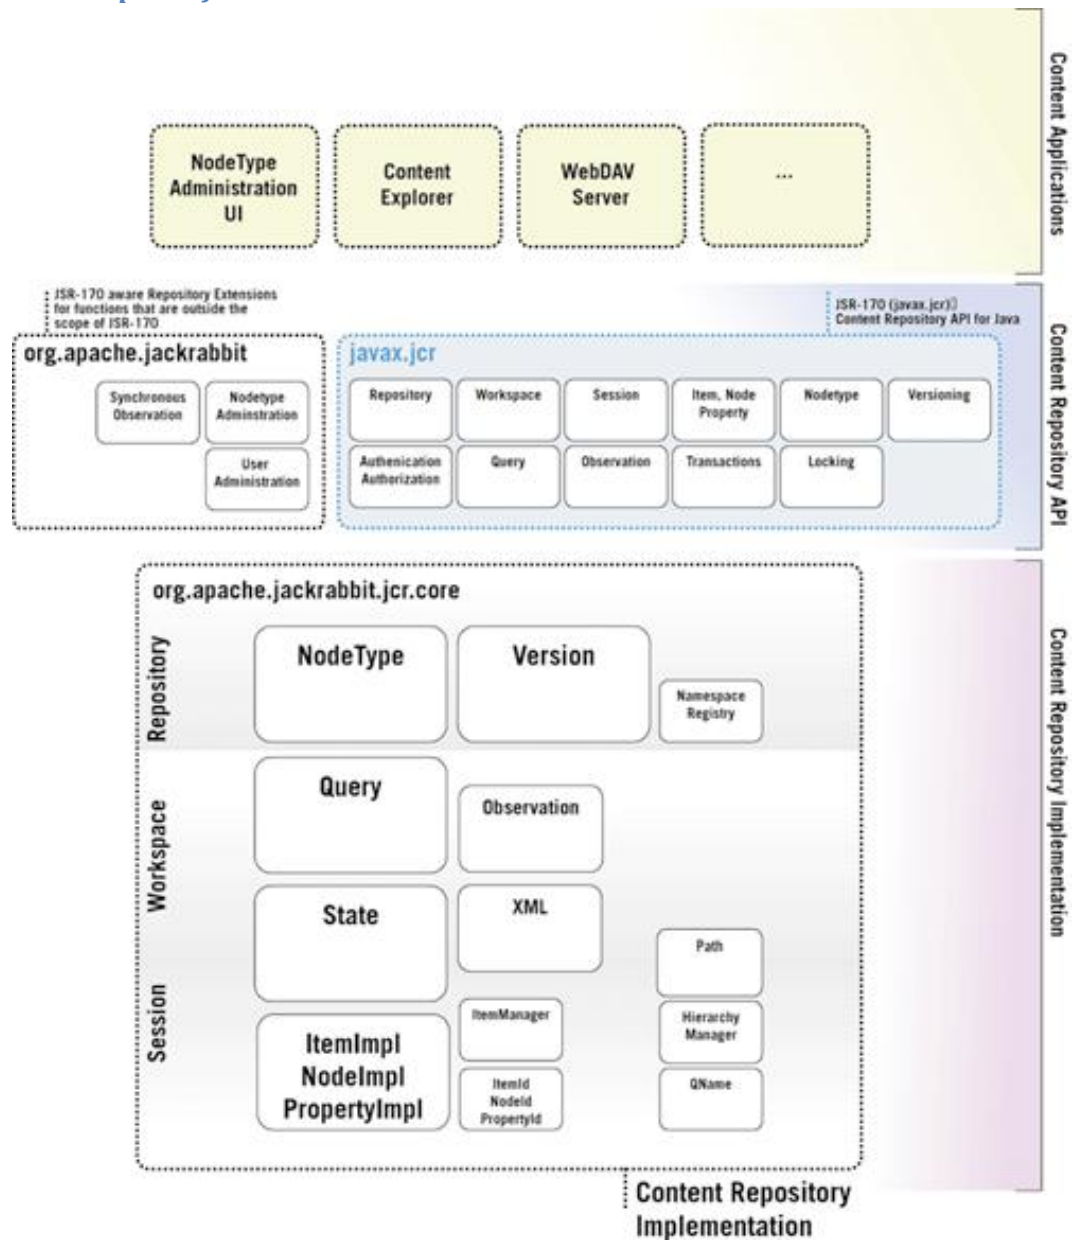 NodeType
Administration
UI
Content
Explorer
WebDAV
Server
...
Content Applications
JSR-170 aware Repository Extensions
for functions that are outside the
scope of JSR-170
JSR-170 (javax.jcr)
Content Repository API for Java
org.apache.jackrabbit
Synchronous
Observation
Nodetype
Adminstration
User
Administration
javax.jcr
Repository
Workspace
Session
Item, Node
Property
Nodetype
Versioning
Authenication
Authorization
Query
Observation
Transactions
Locking
Content Repository API
org.apache.jackrabbit.jcr.core
Repository
NodeType
Version
Namespace
Registry
Workspace
Query
Observation
State
XML
Path
Session
ItemImpl
NodeImpl
PropertyImpl
ItemManager
Hierarchy
Manager
ItemId
NodeId
PropertyId
QName
Content Repository Implementation
Content Repository
Implementation